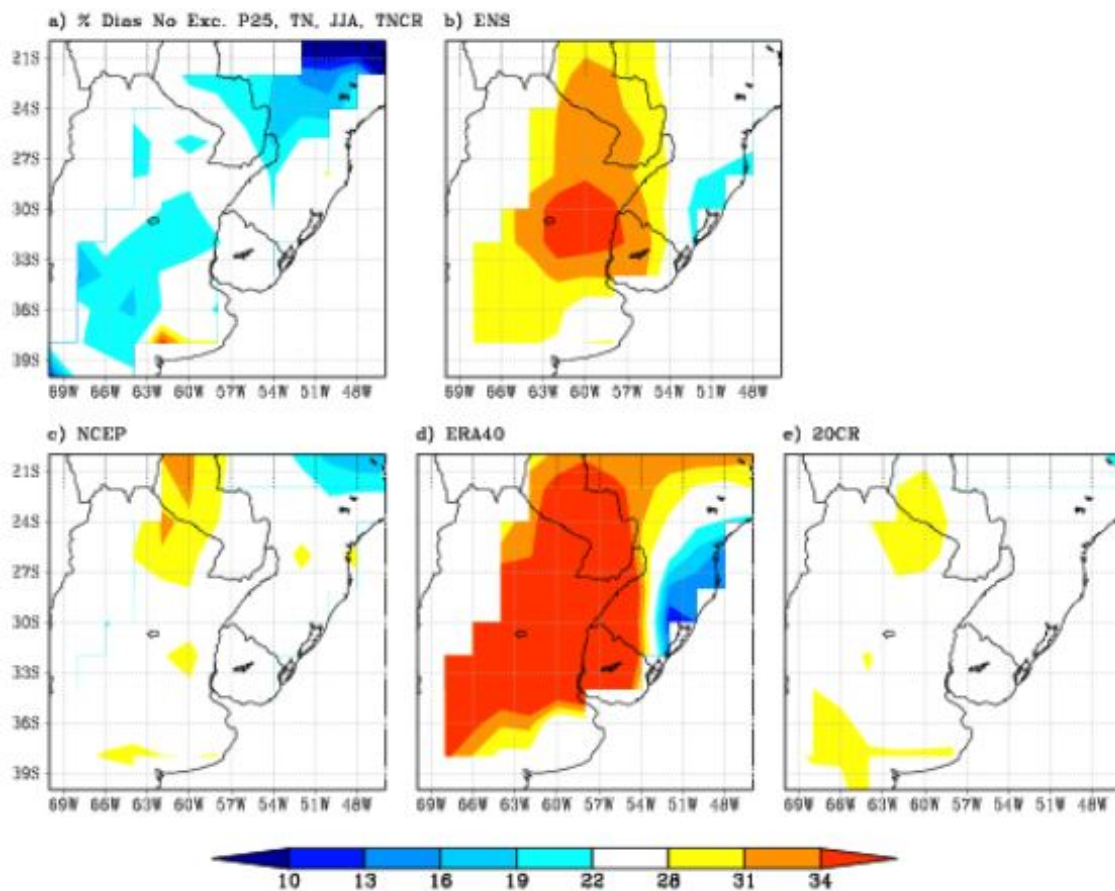 a) % Dias No Exc. P25, TN, JJA, TNCR
b) ENS
21S
24S
27S
30S
33S
36S
39S
69W 66W 63W 60W 57W 54W 51W 48W
69W 66W 63W 60W 57W 54W 51W 48W
c) NCEP
d) ERA40
e) 20CR
21S
24S
27S
30S
33S
36S
39S
69W 66W 63W 60W 57W 54W 51W 48W
69W 66W 63W 60W 57W 54W 51W 48W
69W 66W 63W 60W 57W 54W 51W 48W
10 13 16 19 22 28 28 31 34